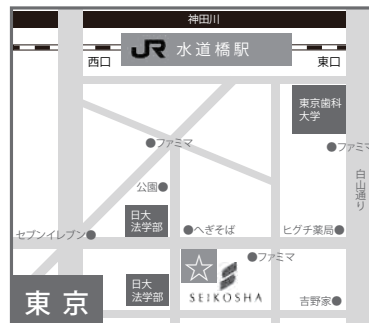 神田川
JR 水道橋駅
西口
東口
東京歯科
大学
●ファミマ
●ファミマ
白山通り
公園●
日大
法学部
セブンイレブン●
●へぎそば
ヒグチ薬局●
●ファミマ
日大
法学部
☆
SEIKOSHA
東京
吉野家●